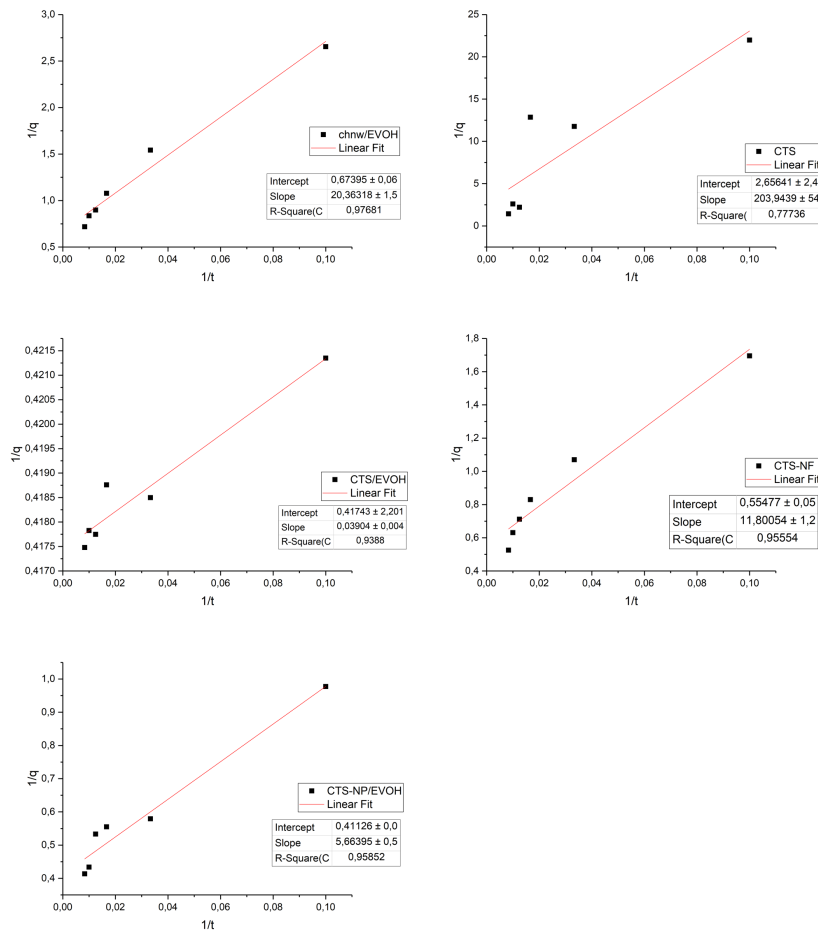 3,0
2,5
2,0
1,5
1,0
0,5
1/q
0,00 0,02 0,04 0,06 0,08 0,10
1/t
chnw/EVOH
Linear Fit
Intercept 0,67395 ± 0,06
Slope 20,36318 ± 1,5
R-Square(C 0,97681
25
20
15
10
5
0
1/q
0,00 0,02 0,04 0,06 0,08 0,10
1/t
CTS
Linear Fit
Intercept 2,65641 ± 2,4
Slope 203,9439 ± 54
R-Square( 0,77736
0,4215
0,4210
0,4205
0,4200
0,4195
0,4190
0,4185
0,4180
0,4175
0,4170
1/q
0,00 0,02 0,04 0,06 0,08 0,10
1/t
CTS/EVOH
Linear Fit
Intercept 0,41743 ± 2,201
Slope 0,03904 ± 0,004
R-Square(C 0,9388
1,8
1,6
1,4
1,2
1,0
0,8
0,6
0,4
1/q
0,00 0,02 0,04 0,06 0,08 0,10
1/t
CTS-NF
Linear Fit
Intercept 0,55477 ± 0,05
Slope 11,80054 ± 1,2
R-Square(C 0,95554
1,0
0,9
0,8
0,7
0,6
0,5
0,4
1/q
0,00 0,02 0,04 0,06 0,08 0,10
1/t
CTS-NP/EVOH
Linear Fit
Intercept 0,41126 ± 0,0
Slope 5,66395 ± 0,5
R-Square(C 0,95852